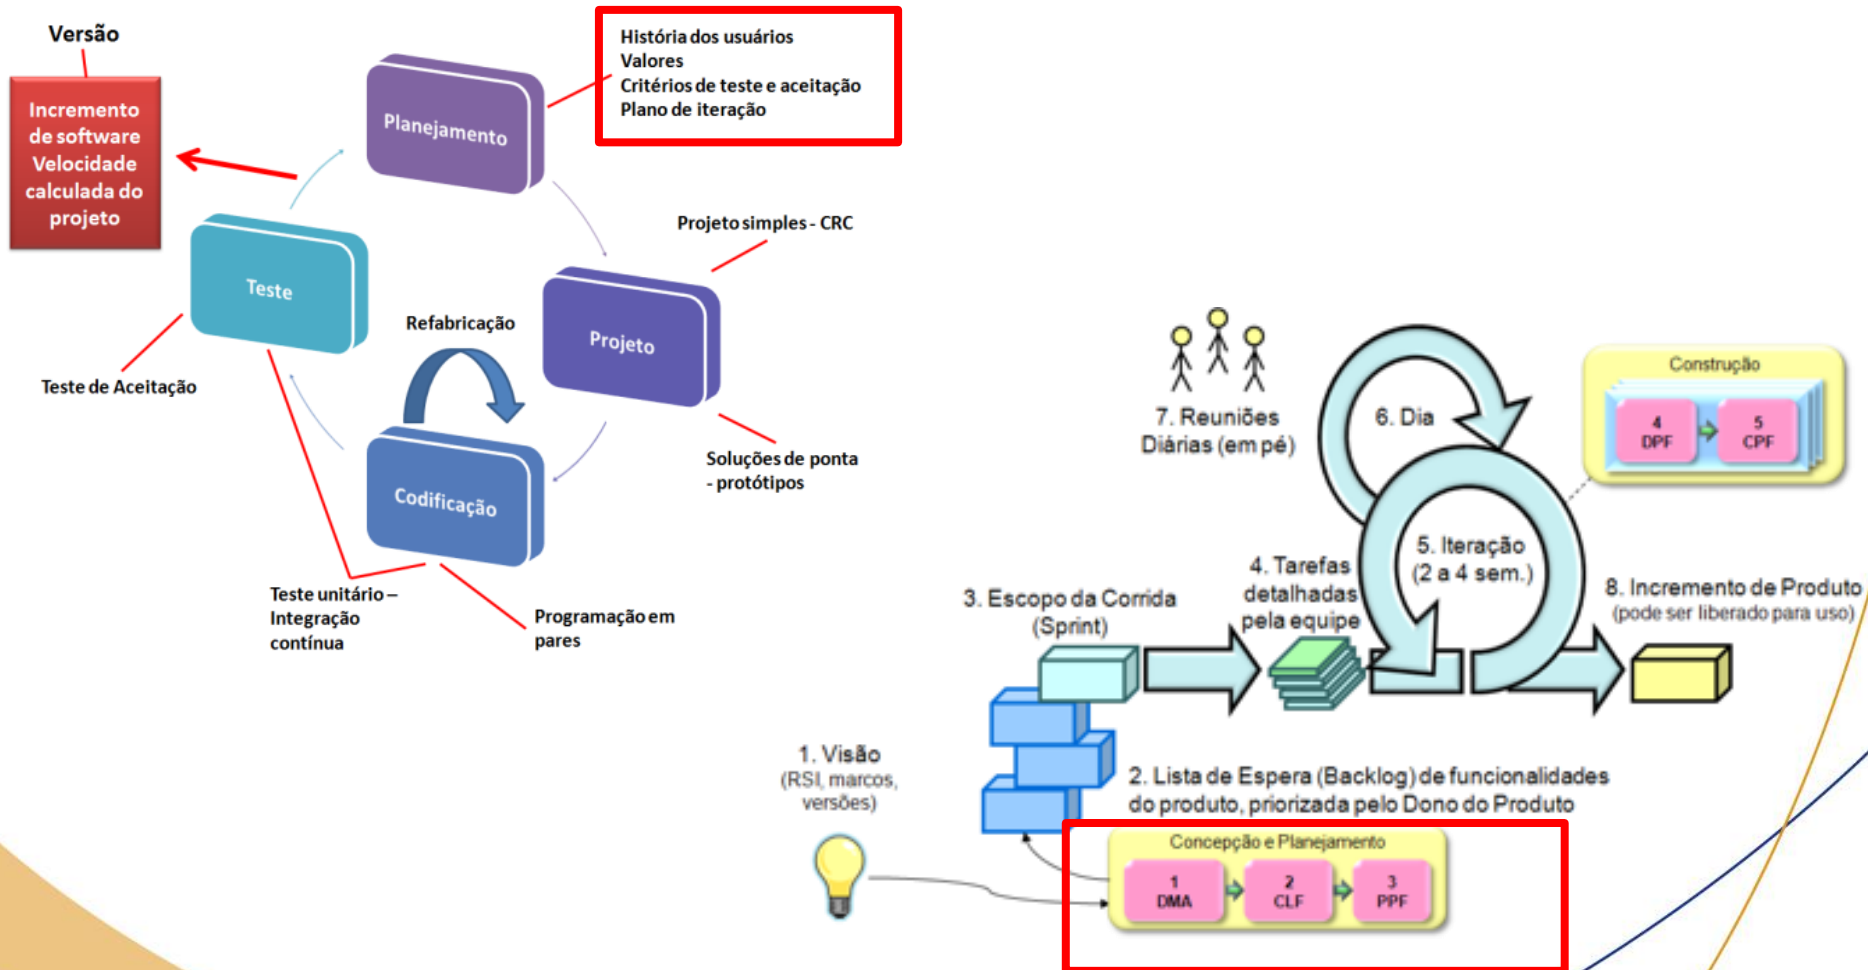 Versão
Incremento
de software
Velocidade
calculada do
projeto
Planejamento
História dos usuários
Valores
Critérios de teste e aceitação
Plano de iteração
Projeto simples - CRC
Projeto
Soluções de ponta
- protótipos
Refabricação
Codificação
Programação em
pares
Teste unitário –
Integração
contínua
Teste
Teste de Aceitação
1. Visão
(RSI, marcos,
versões)
2. Lista de Espera (Backlog) de funcionalidades
do produto, priorizada pelo Dono do Produto
Concepção e Planejamento
1
DMA
2
CLF
3
PPF
3. Escopo da Corrida
(Sprint)
4. Tarefas
detalhadas
pela equipe
5. Iteração
(2 a 4 sem.)
6. Dia
7. Reuniões
Diárias (em pé)
Construção
4
DPF
5
CPF
8. Incremento de Produto
(pode ser liberado para uso)